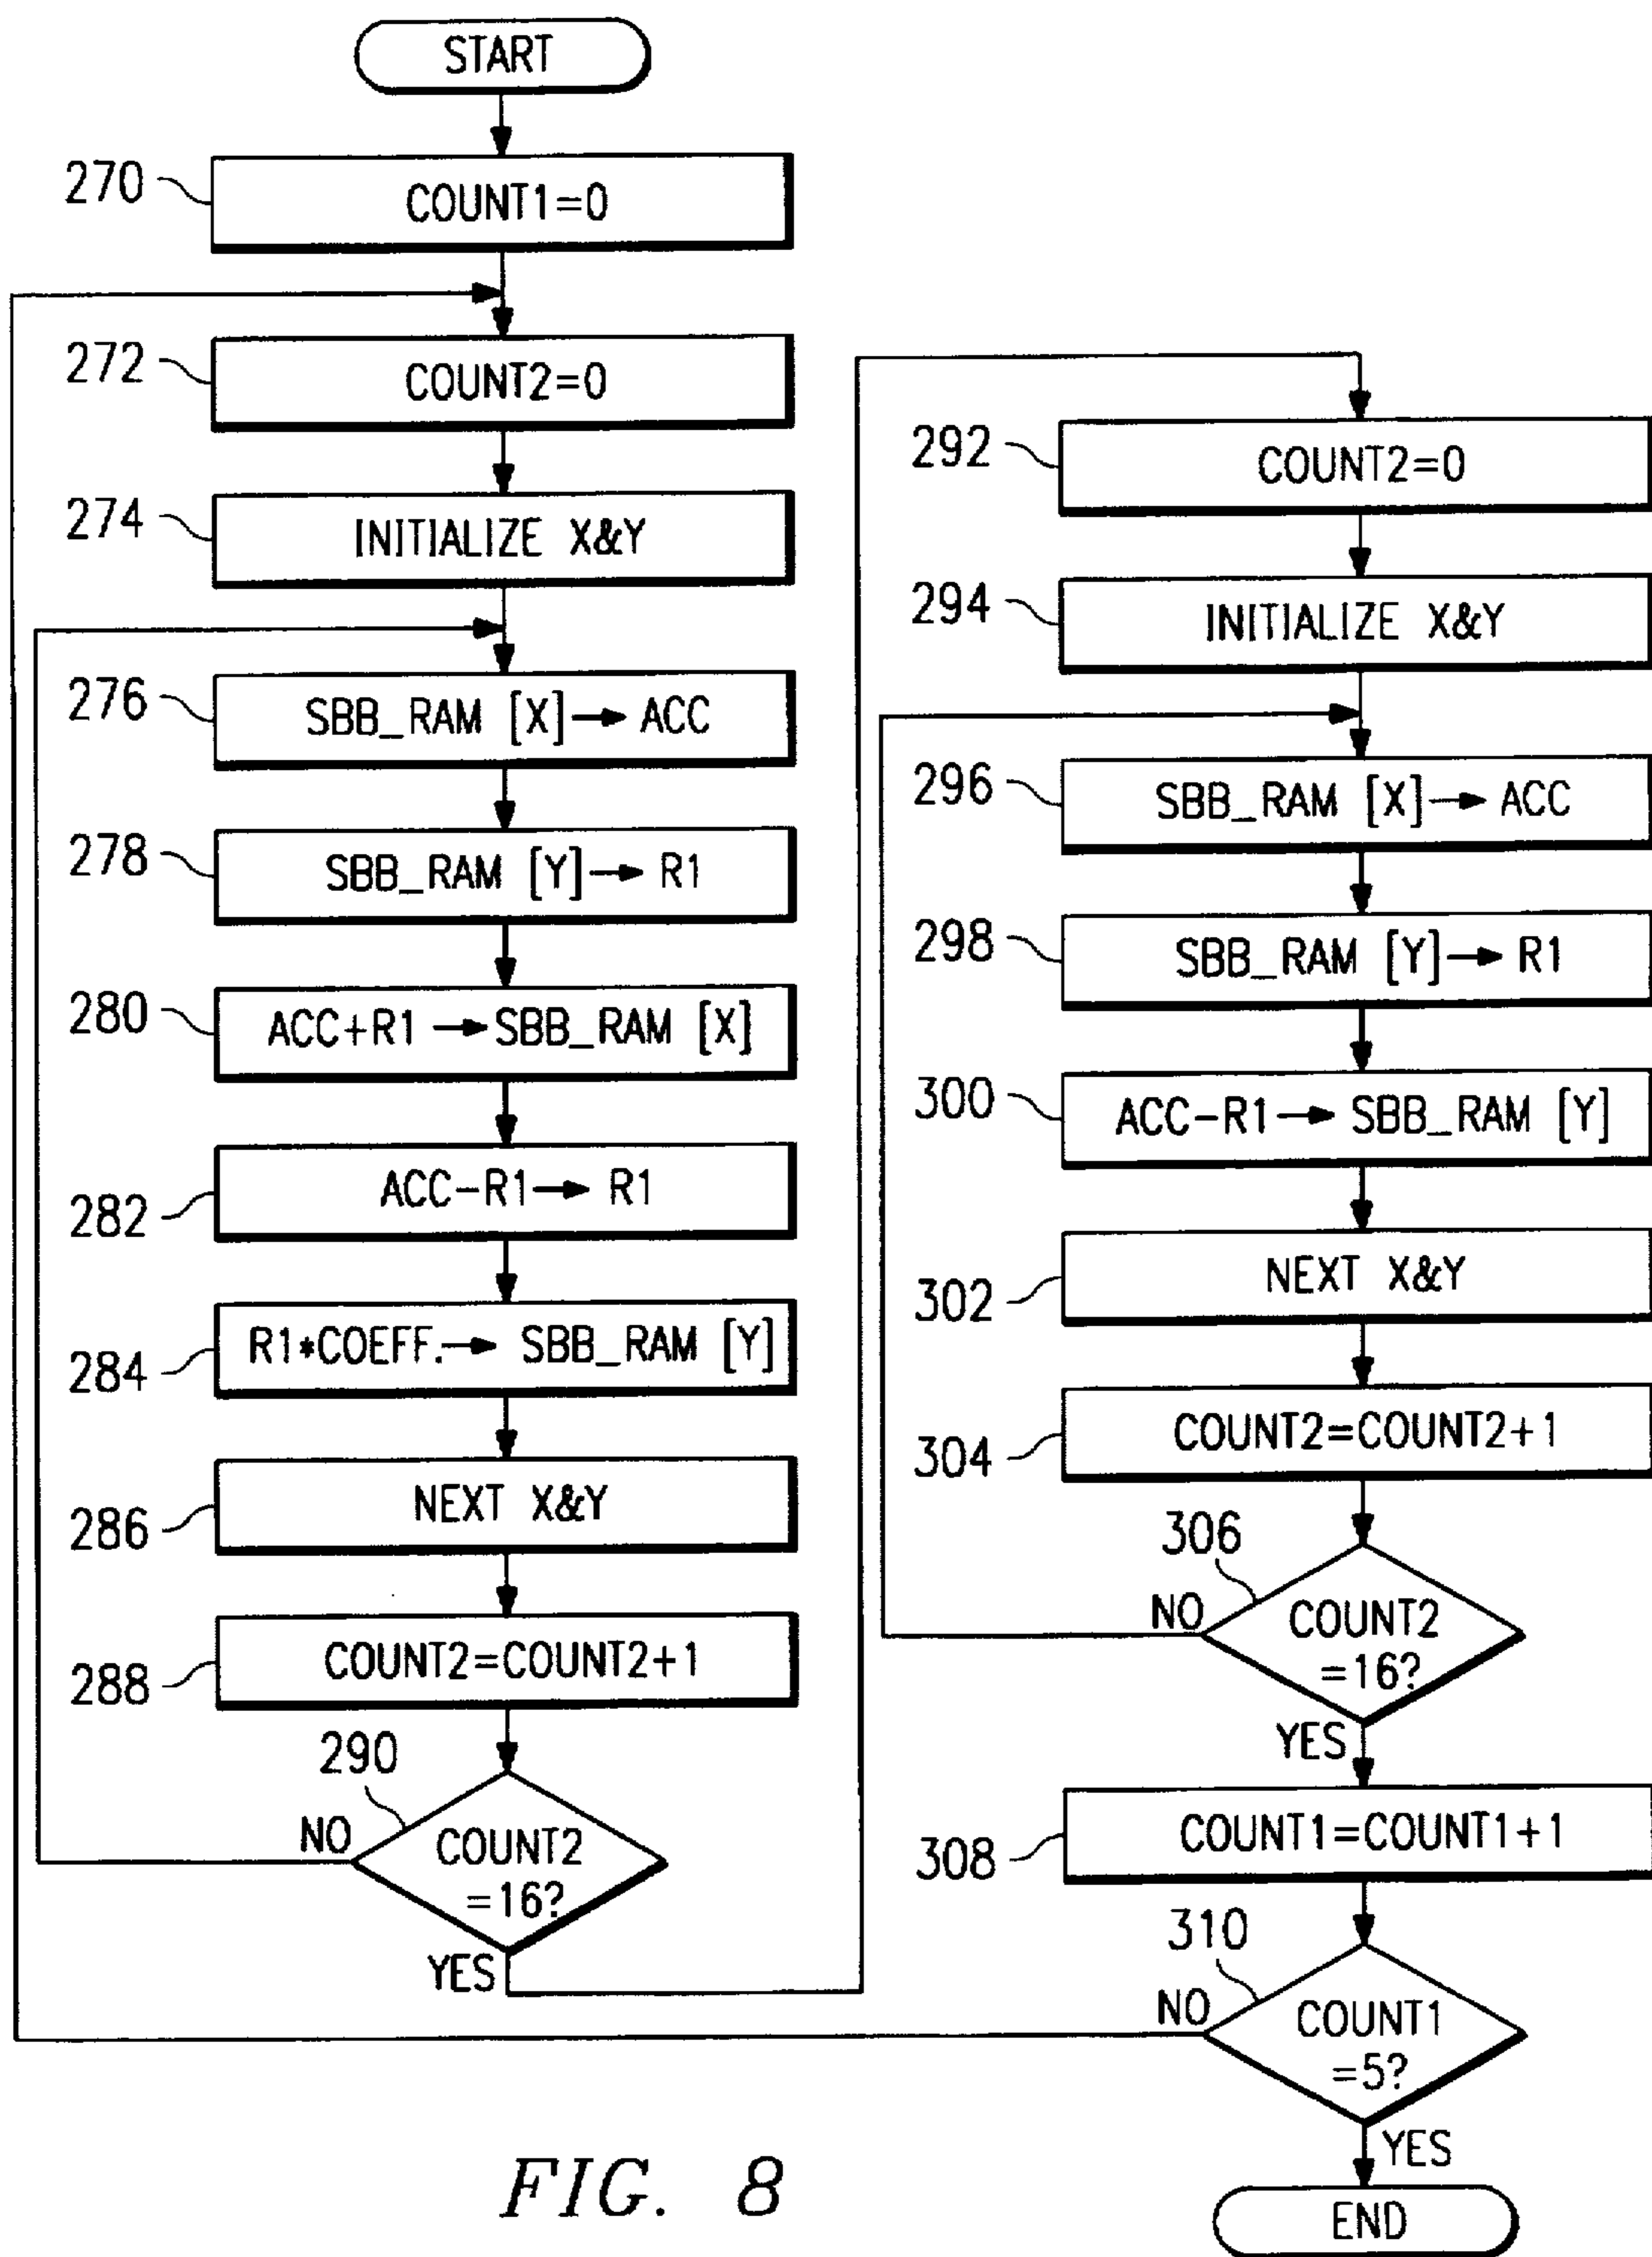 START
270
COUNT1=0
272
COUNT2=0
274
INITIALIZE X&Y
276
SBB_RAM [X] → ACC
278
SBB_RAM [Y] → R1
280
ACC+R1 → SBB_RAM [X]
282
ACC-R1 → R1
284
R1*COEFF. → SBB_RAM [Y]
286
NEXT X&Y
288
COUNT2=COUNT2+1
290
NO
COUNT2
=16?
YES
292
COUNT2=0
294
INITIALIZE X&Y
296
SBB_RAM [X] → ACC
298
SBB_RAM [Y] → R1
300
ACC-R1 → SBB_RAM [Y]
302
NEXT X&Y
304
COUNT2=COUNT2+1
306
NO
COUNT2
=16?
YES
308
COUNT1=COUNT1+1
310
NO
COUNT1
=5?
YES
END
FIG. 8